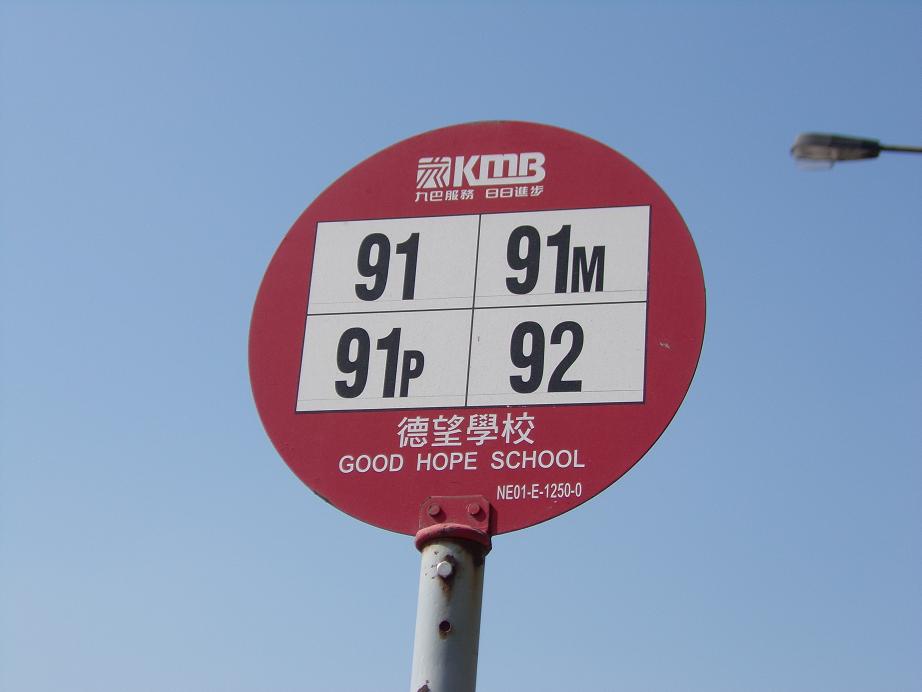 KMB
九巴服務 日日進步
91 91M
91P 92
德望學校
GOOD HOPE SCHOOL
NE01-E-1250-0